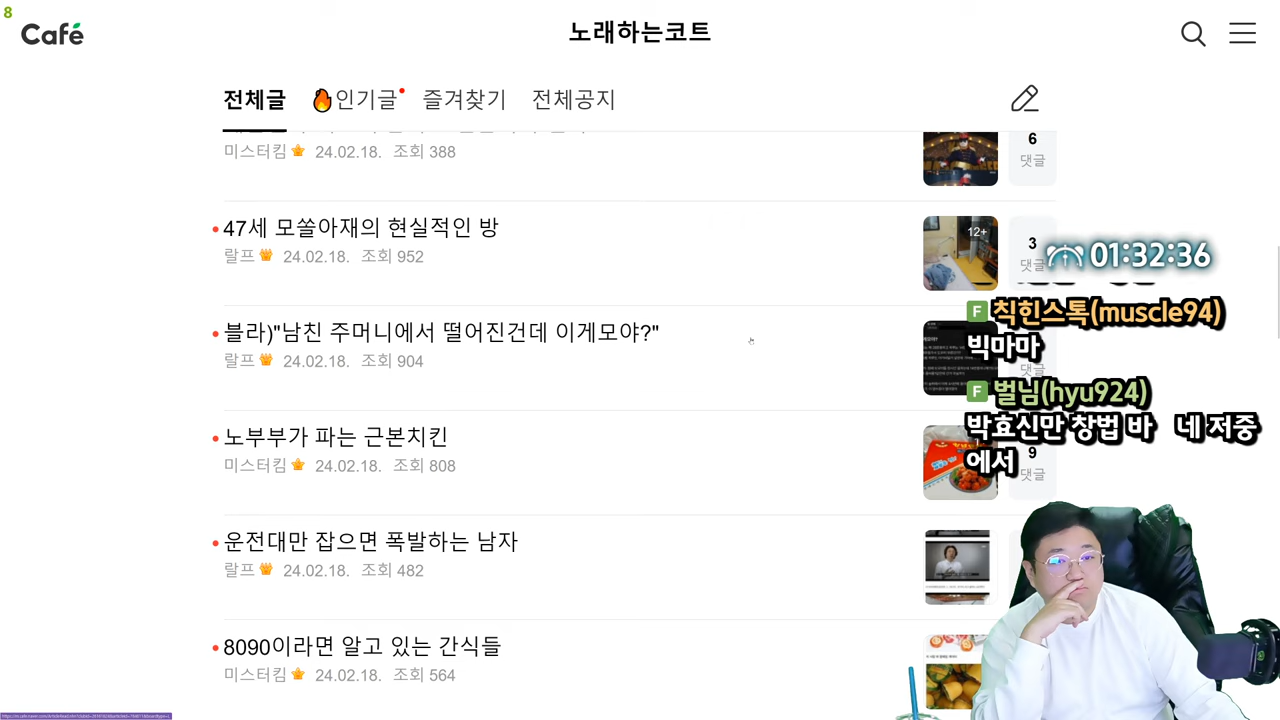 8
Café
노래하는코트
전체글
🔥인기글
즐겨찾기
전체공지
미스터킴 24.02.18. 조회 388
6
댓글
47세 모쏠아재의 현실적인 방
랄프 24.02.18. 조회 952
12+
3
댓글
01:32:36
블라)"남친 주머니에서 떨어진건데 이게모야?"
랄프 24.02.18. 조회 904
댓글
F 칙힌스톡(muscle94)
빅마마
F 벌님(hyu924)
박효신만 창법 바 네 저중
에서
노부부가 파는 근본치킨
미스터킴 24.02.18. 조회 808
9
댓글
운전대만 잡으면 폭발하는 남자
랄프 24.02.18. 조회 482
8090이라면 알고 있는 간식들
미스터킴 24.02.18. 조회 564